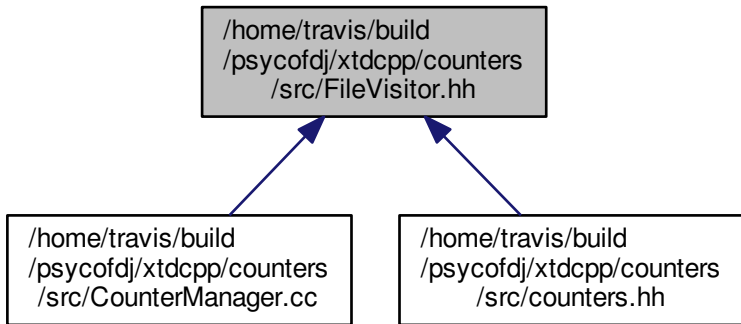 /home/travis/build
/psycofdj/xtdcpp/counters
/src/FileVisitor.hh
/home/travis/build
/psycofdj/xtdcpp/counters
/src/CounterManager.cc
/home/travis/build
/psycofdj/xtdcpp/counters
/src/counters.hh